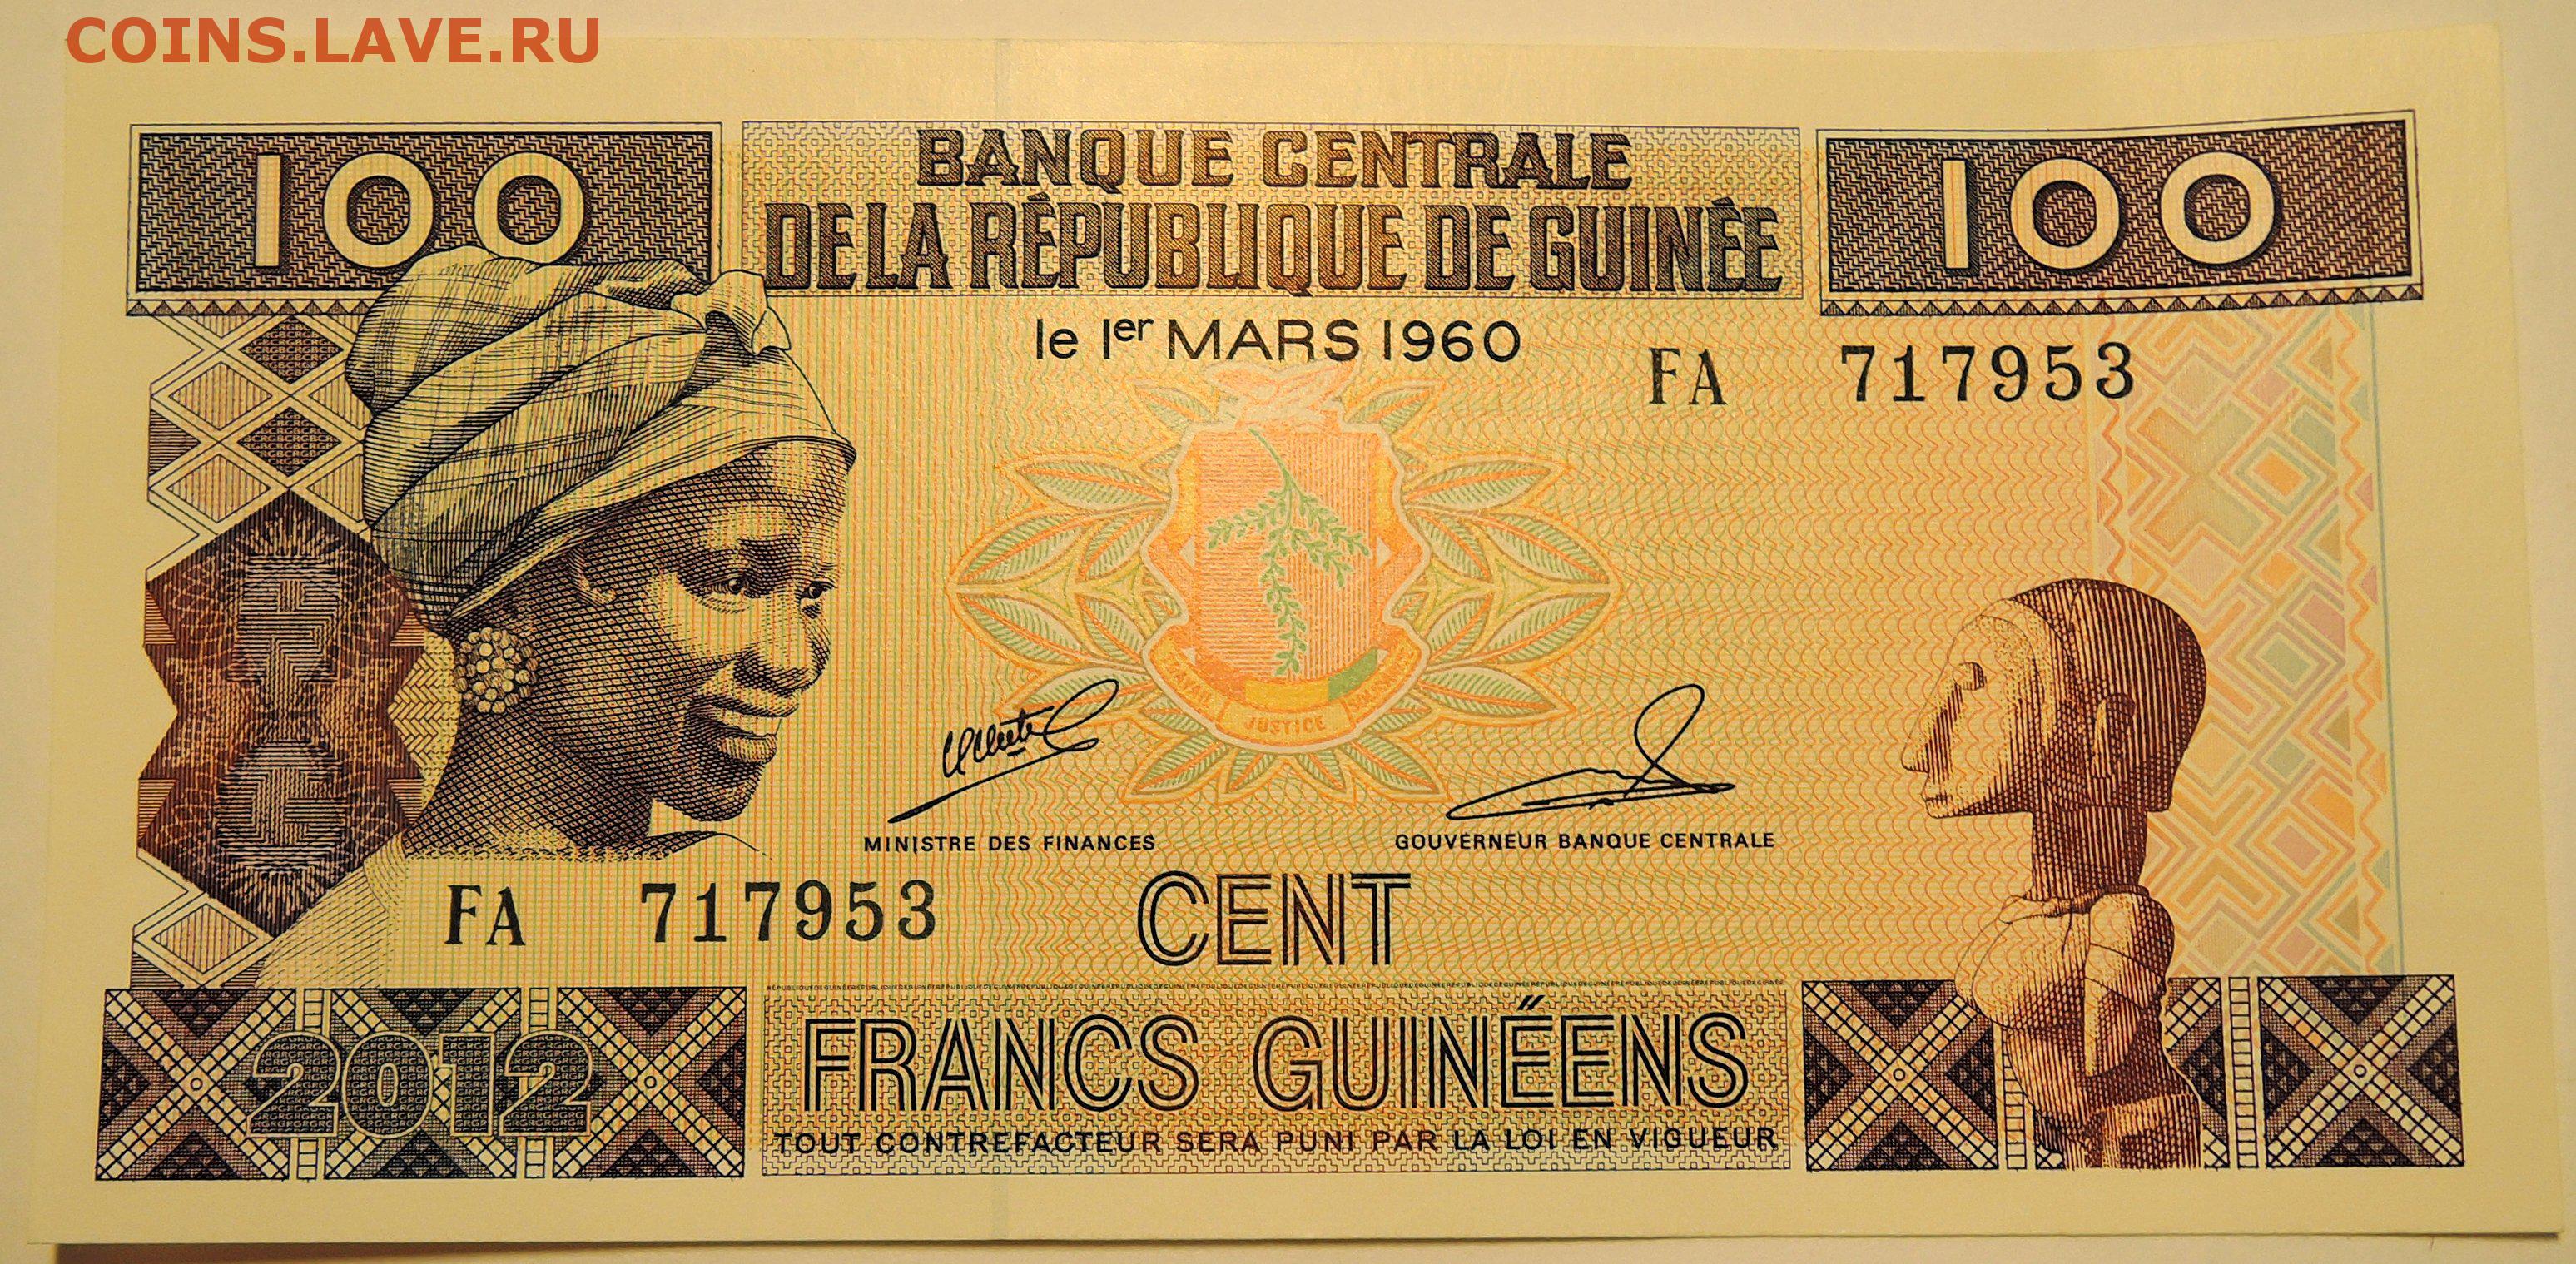 COINS.LAVE.RU
100
BANQUE CENTRALE
DE LA RÉPUBLIQUE DE GUINÉE
100
le 1er MARS 1960
FA 717953
JUSTICE
MINISTRE DES FINANCES
GOUVERNEUR BANQUE CENTRALE
FA 717953
CENT
2012
FRANCS GUINÉENS
TOUT CONTREFACTEUR SERA PUNI PAR LA LOI EN VIGUEUR